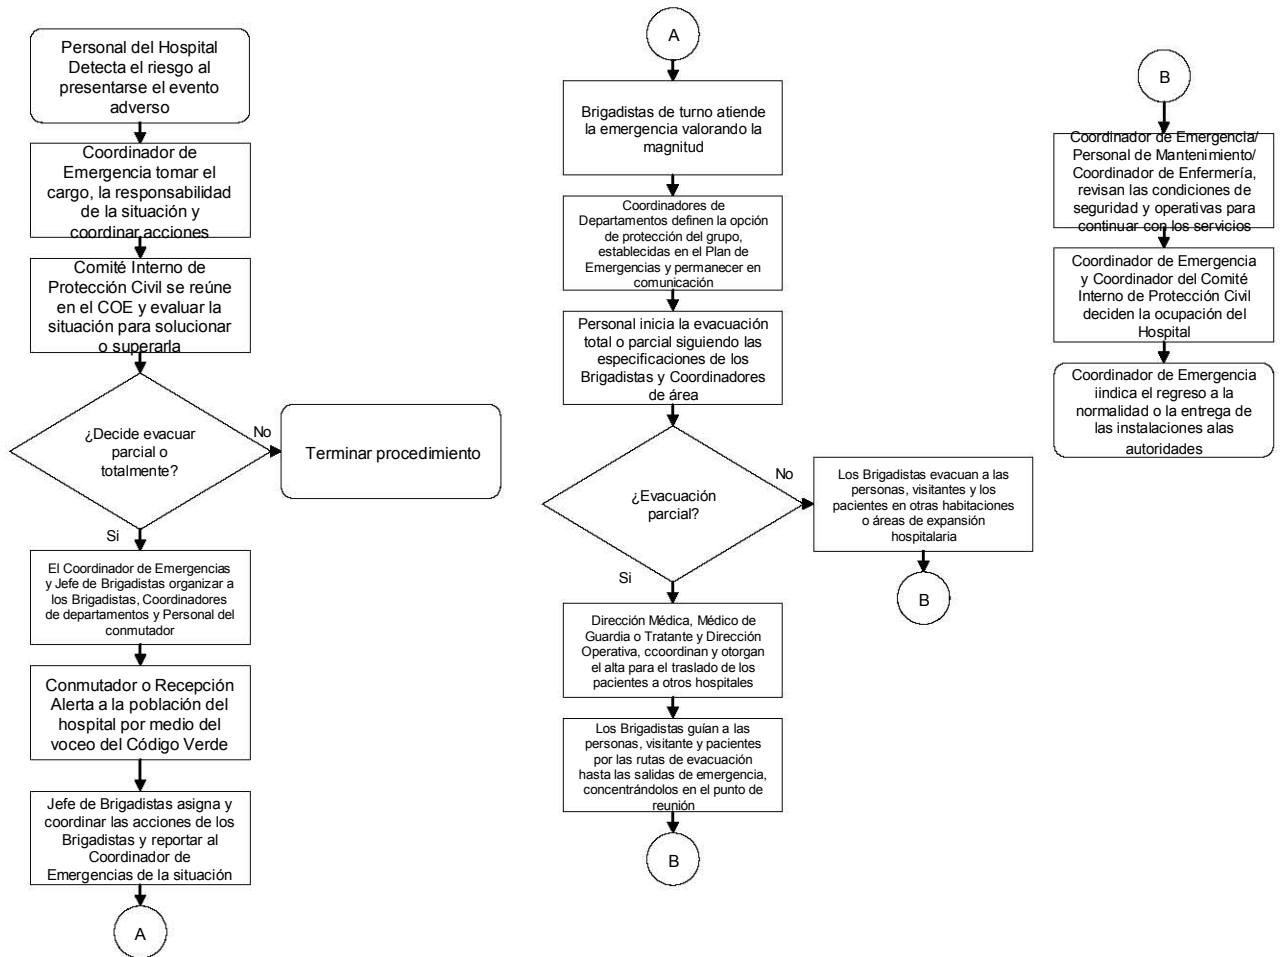 Personal del Hospital
Detecta el riesgo al
presentarse el evento
adverso
Coordinador de
Emergencia tomar el
cargo, la responsabilidad
de la situación y
coordinar acciones
Comité Interno de
Protección Civil se reúne
en el COE y evaluar la
situación para solucionar
o superarla
¿Decide evacuar
parcial o
totalmente?
No
Terminar procedimiento
Si
El Coordinador de Emergencias
y Jefe de Brigadistas organizar a
los Brigadistas, Coordinadores
de departamentos y Personal del
conmutador
Conmutador o Recepción
Alerta a la población del
hospital por medio del
voceo del Código Verde
Jefe de Brigadistas asigna y
coordinar las acciones de los
Brigadistas y reportar al
Coordinador de
Emergencias de la situación
A
A
Brigadistas de turno atiende
la emergencia valorando la
magnitud
Coordinadores de
Departamentos definen la opción
de protección del grupo,
establecidas en el Plan de
Emergencias y permanecer en
comunicación
Personal inicia la evacuación
total o parcial siguiendo las
especificaciones de los
Brigadistas y Coordinadores
de área
¿Evacuación
parcial?
No
Los Brigadistas evacuan a las
personas, visitantes y los
pacientes en otras habitaciones
o áreas de expansión
hospitalaria
B
Si
Dirección Médica, Médico de
Guardia o Tratante y Dirección
Operativa, ccoordinan y otorgan
el alta para el traslado de los
pacientes a otros hospitales
Los Brigadistas guían a las
personas, visitante y pacientes
por las rutas de evacuación
hasta las salidas de emergencia,
concentrándolos en el punto de
reunión
B
B
Coordinador de Emergencia/
Personal de Mantenimiento/
Coordinador de Enfermería,
revisan las condiciones de
seguridad y operativas para
continuar con los servicios
Coordinador de Emergencia
y Coordinador del Comité
Interno de Protección Civil
deciden la ocupación del
Hospital
Coordinador de Emergencia
iindica el regreso a la
normalidad o la entrega de
las instalaciones alas
autoridades